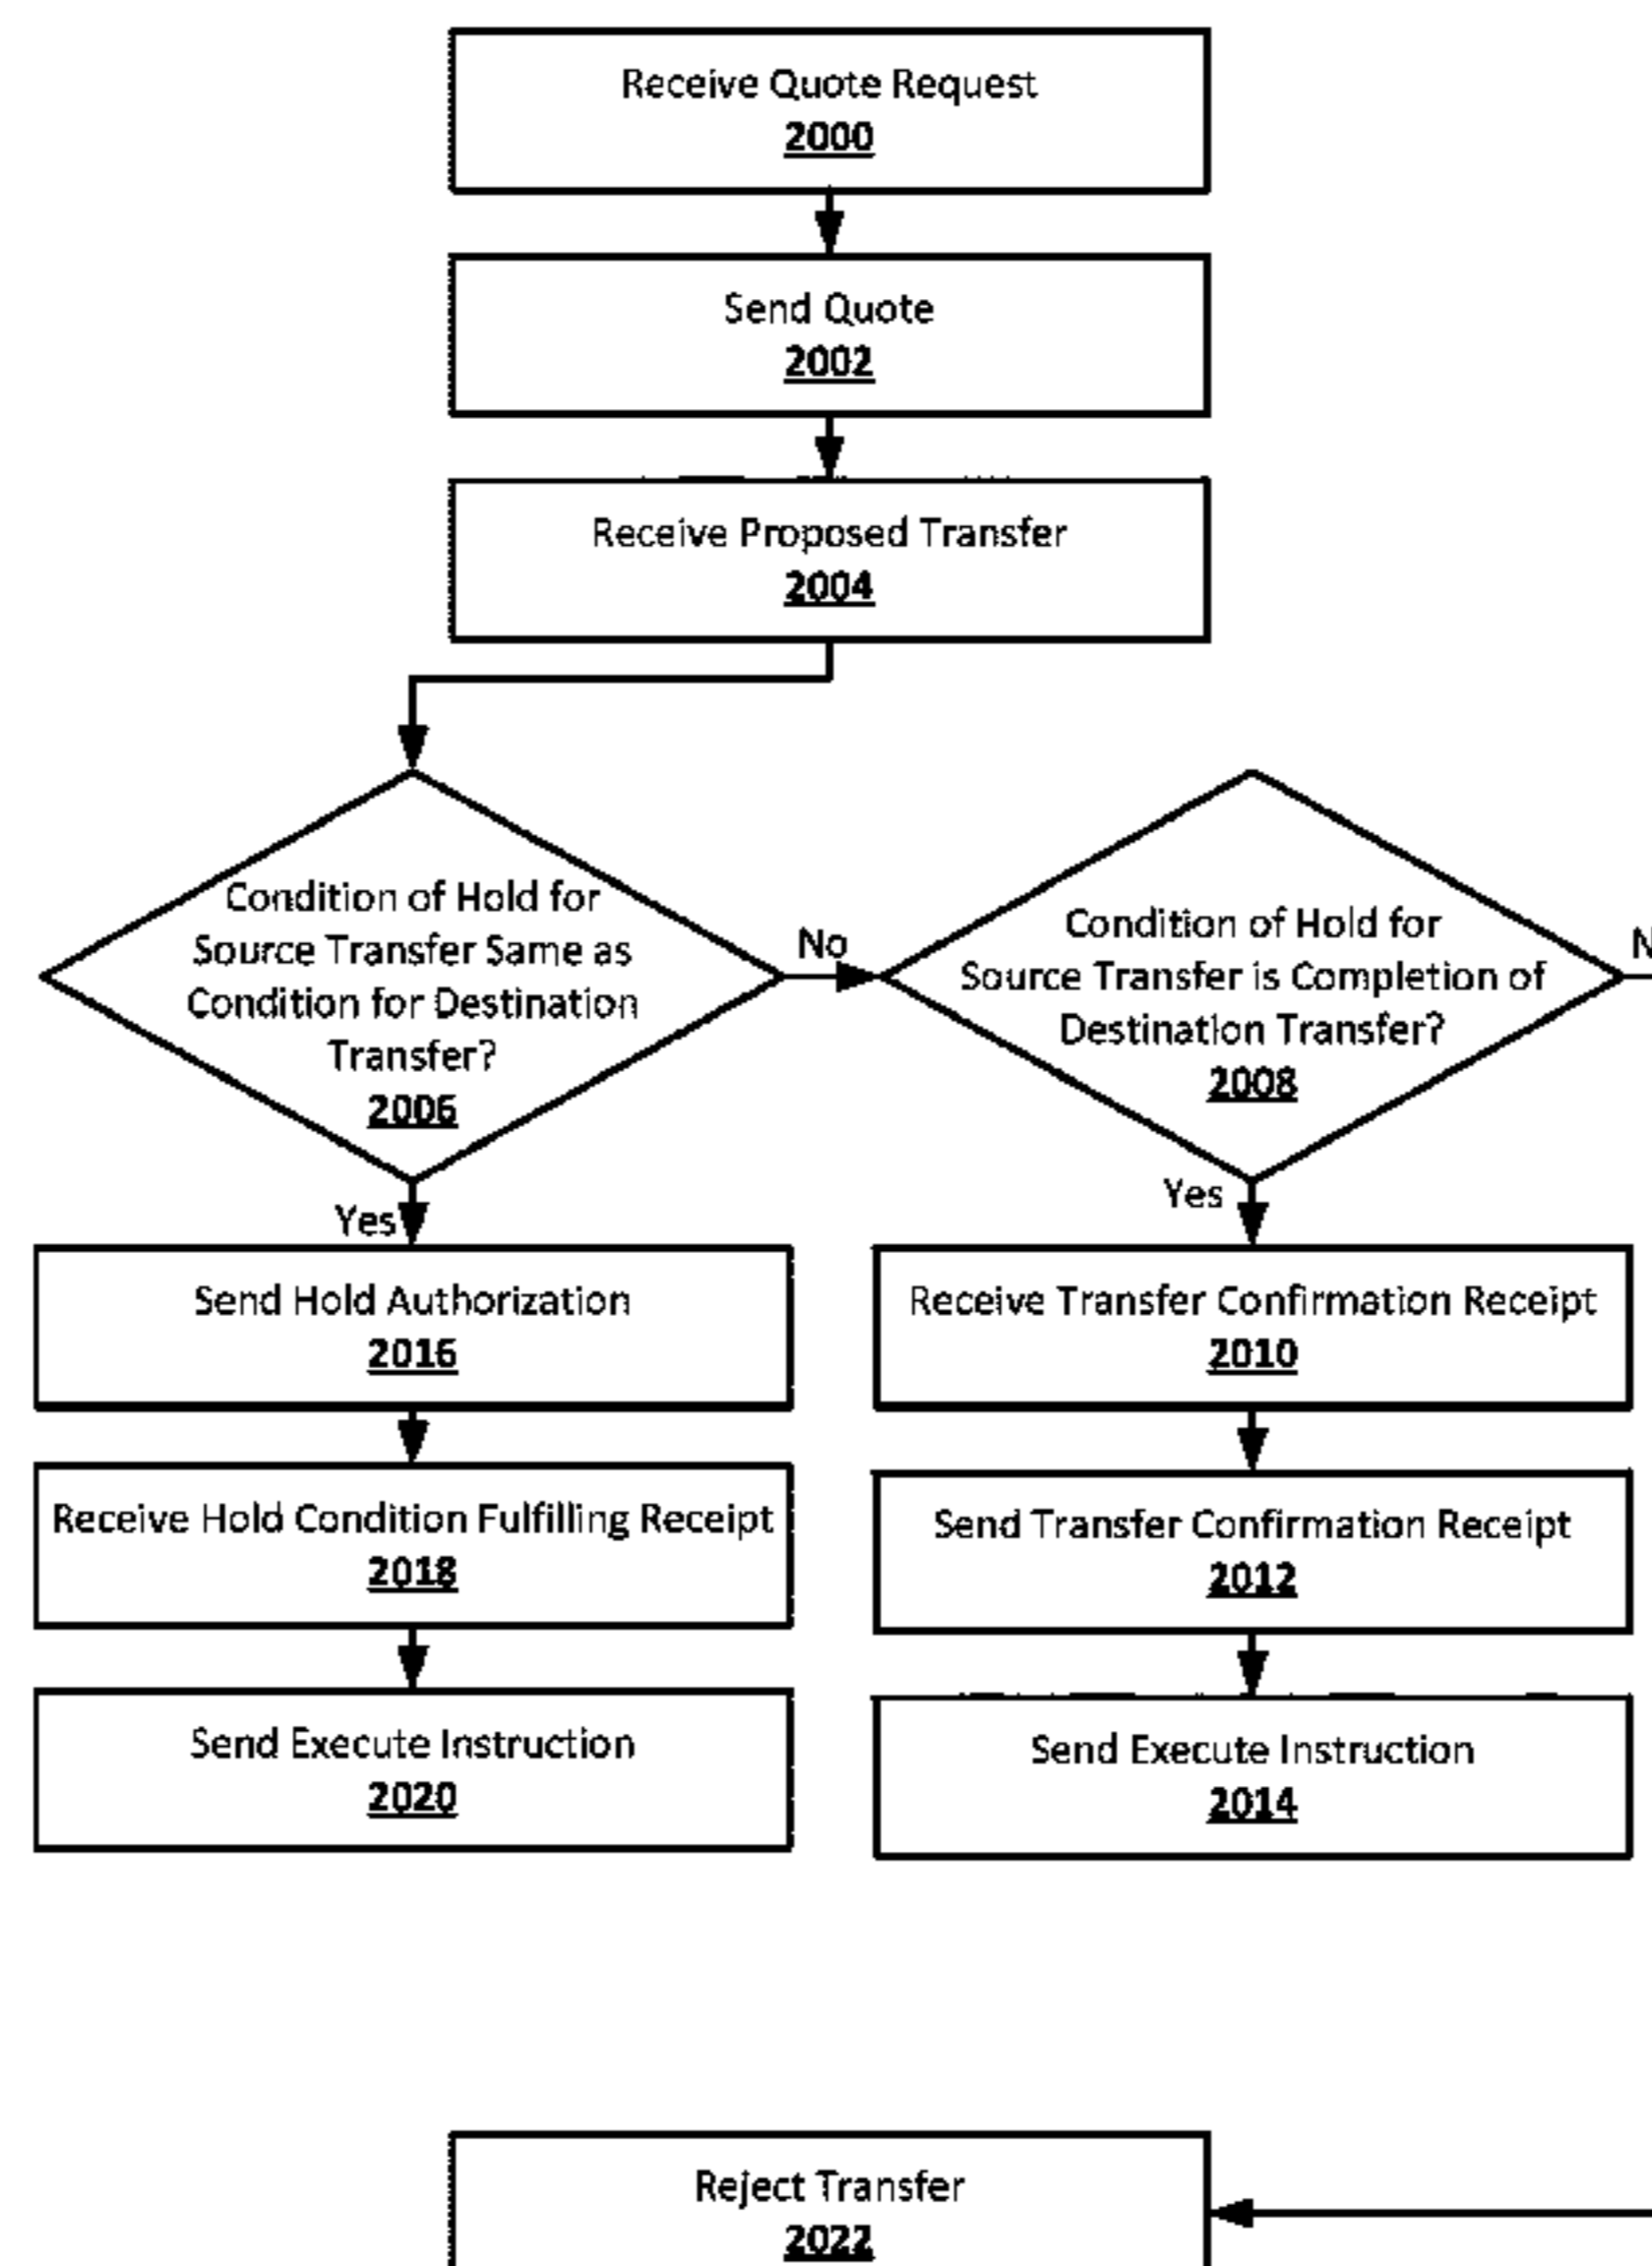 Receive Quote Request
2000
Send Quote
2002
Receive Proposed Transfer
2004
Condition of Hold for
Source Transfer Same as
Condition for Destination
Transfer?
2006
No
Condition of Hold for
Source Transfer is Completion of
Destination Transfer?
2008
Yes
Send Hold Authorization
2016
Receive Hold Condition Fulfilling Receipt
2018
Send Execute Instruction
2020
Yes
Receive Transfer Confirmation Receipt
2010
Send Transfer Confirmation Receipt
2012
Send Execute Instruction
2014
Reject Transfer
2022